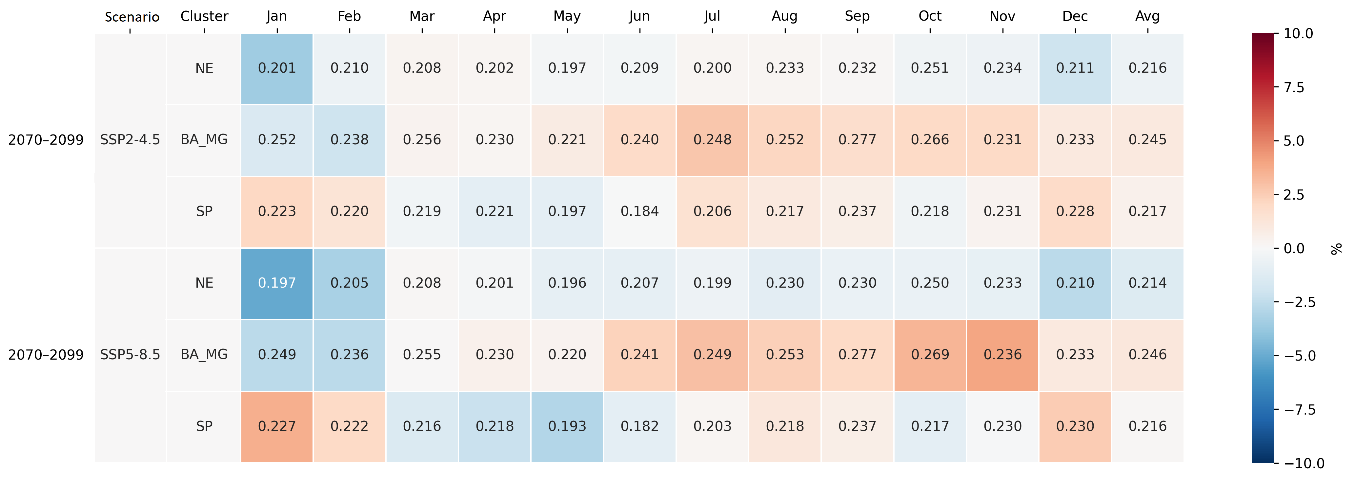 Scenario Cluster Jan Feb Mar Apr May Jun Jul Aug Sep Oct Nov Dec Avg
NE 0.201 0.210 0.208 0.202 0.197 0.209 0.200 0.233 0.232 0.251 0.234 0.211 0.216
2070–2099 SSP2-4.5 BA_MG 0.252 0.238 0.256 0.230 0.221 0.240 0.248 0.252 0.277 0.266 0.231 0.233 0.245
SP 0.223 0.220 0.219 0.221 0.197 0.184 0.206 0.217 0.237 0.218 0.231 0.228 0.217
NE 0.197 0.205 0.208 0.201 0.196 0.207 0.199 0.230 0.230 0.250 0.233 0.210 0.214
2070–2099 SSP5-8.5 BA_MG 0.249 0.236 0.255 0.230 0.220 0.241 0.249 0.253 0.277 0.269 0.236 0.233 0.246
SP 0.227 0.222 0.216 0.218 0.193 0.182 0.203 0.218 0.237 0.217 0.230 0.230 0.216
10.0
7.5
5.0
2.5
0.0
−2.5
−5.0
−7.5
−10.0
%